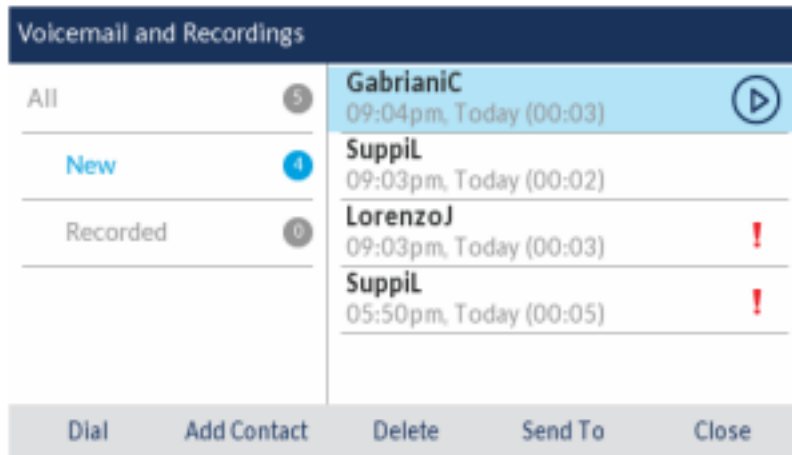 Voicemail and Recordings
All 5
New 4
Recorded 0
GabrianiC
09:04pm, Today (00:03)
SuppiL
09:03pm, Today (00:02)
LorenzoJ
09:03pm, Today (00:03)
!
SuppiL
05:50pm, Today (00:05)
!
Dial Add Contact Delete Send To Close